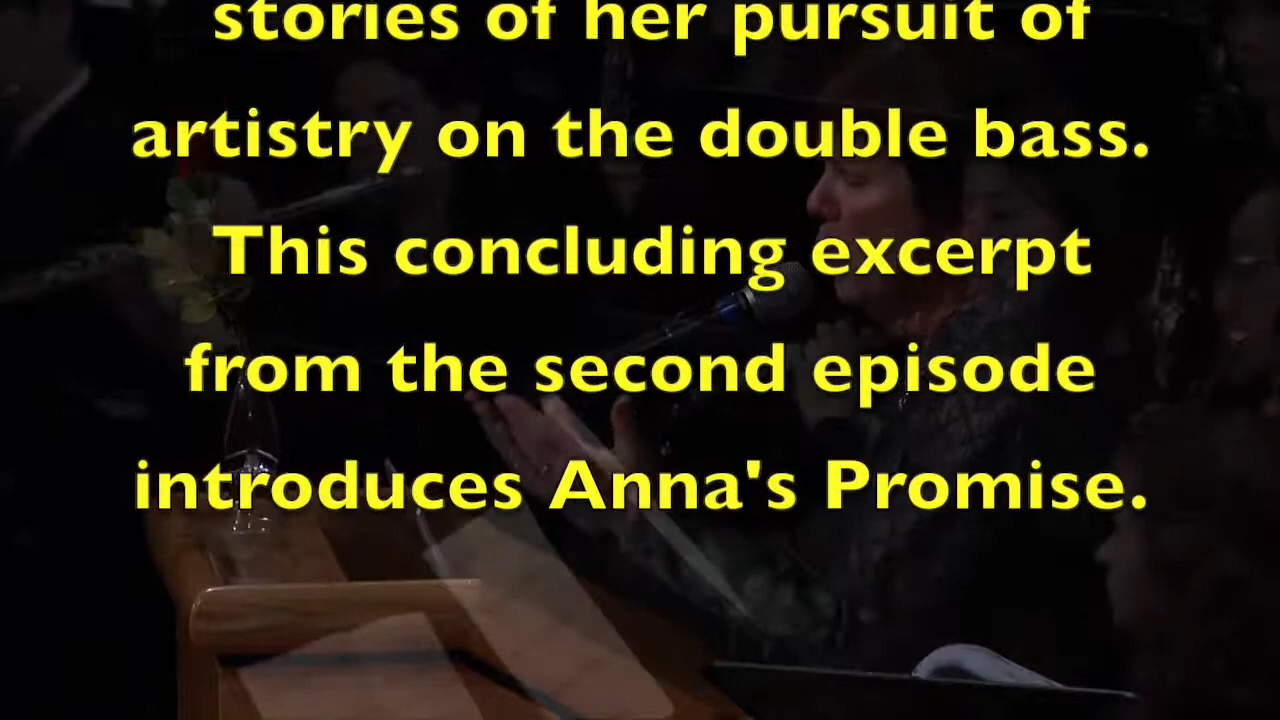 stories of her pursuit of
artistry on the double bass.
This concluding excerpt
from the second episode
introduces Anna's Promise.